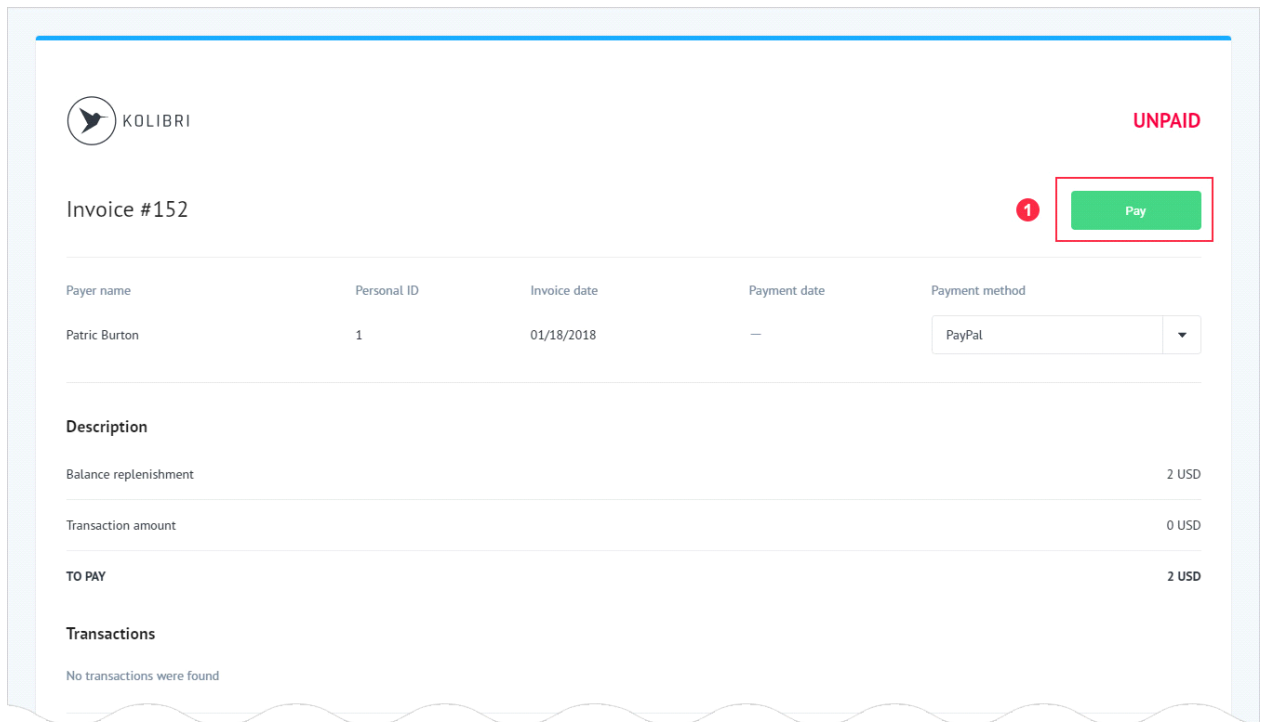 KOLIBRI
UNPAID
Invoice #152
1
Pay
Payer name Personal ID Invoice date Payment date Payment method
Patric Burton 1 01/18/2018 — PayPal
Description
Balance replenishment 2 USD
Transaction amount 0 USD
TO PAY 2 USD
Transactions
No transactions were found